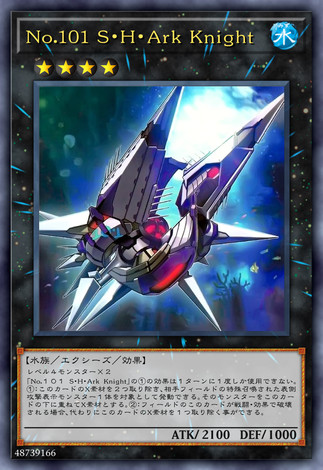 No.101 S・H・Ark Knight
水
【水族/エクシーズ/効果】
レベル4モンスター×2
「No.101 S・H・Ark Knight」の①の効果は1ターンに1度しか使用できない。
①:このカードのX素材を2つ取り除き、相手フィールドの特殊召喚された表側
攻撃表示モンスター1体を対象として発動できる。そのモンスターをこのカー
ドの下に重ねてX素材とする。②:フィールドのこのカードが戦闘・効果で破壊
される場合、代わりにこのカードのX素材を1つ取り除く事ができる。
ATK/2100 DEF/1000
48739166